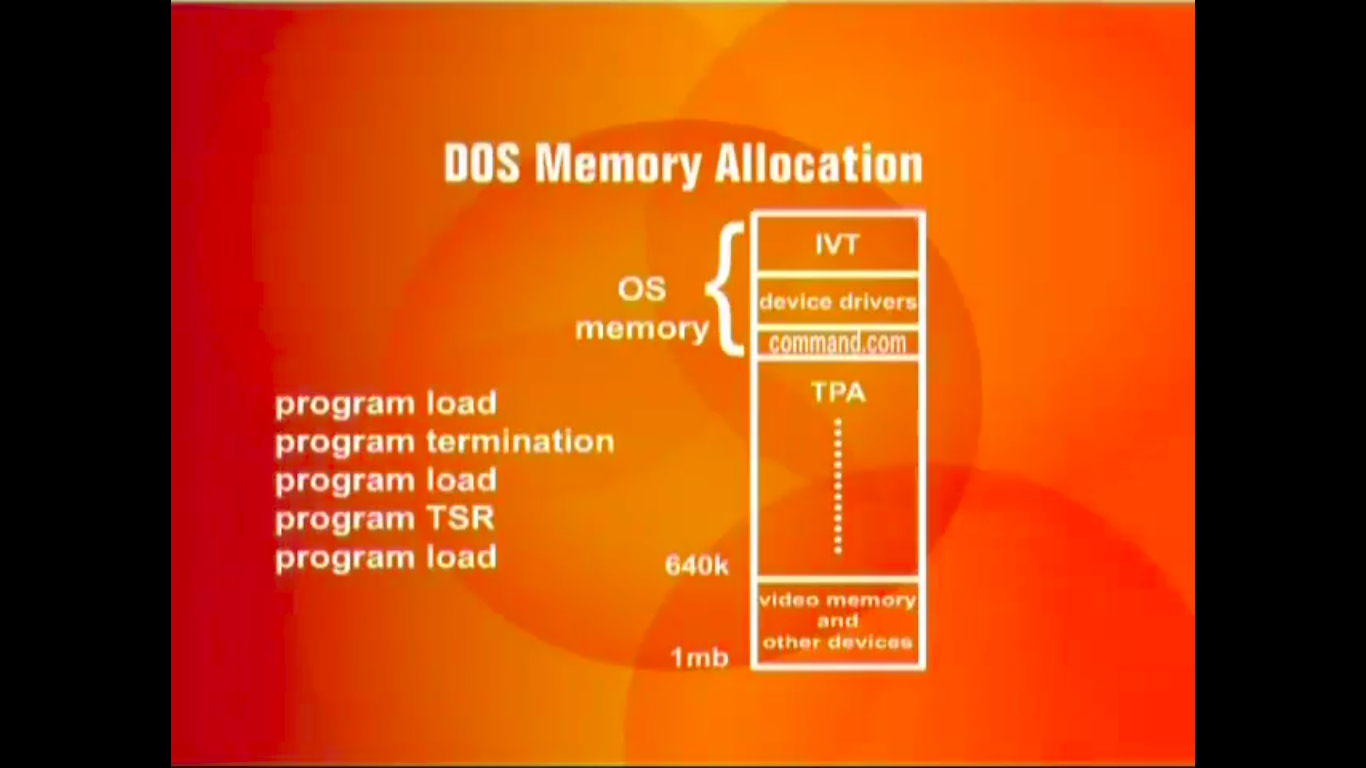 DOS Memory Allocation
IVT
OS
memory
device drivers
command.com
TPA
program load
program termination
program load
program TSR
program load
640k
video memory
and
other devices
1mb